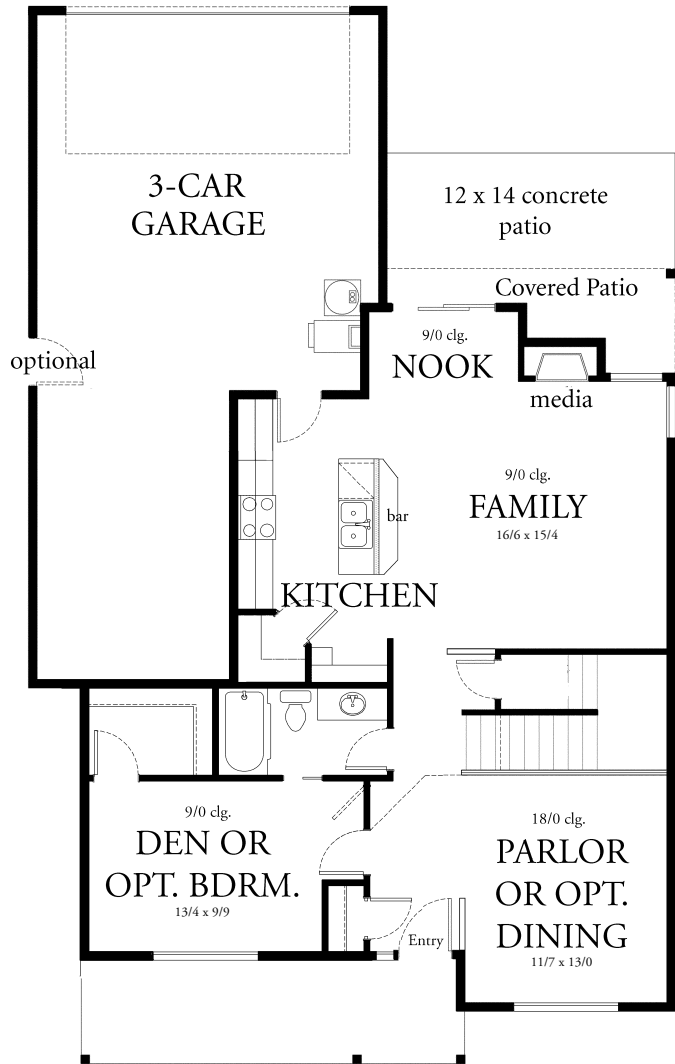 3-CAR
GARAGE
12 x 14 concrete
patio
Covered Patio
9/0 clg.
NOOK
optional
media
9/0 clg.
FAMILY
16/6 x 15/4
bar
KITCHEN
9/0 clg.
DEN OR
OPT. BDRM.
13/4 x 9/9
18/0 clg.
PARLOR
OR OPT.
DINING
11/7 x 13/0
Entry